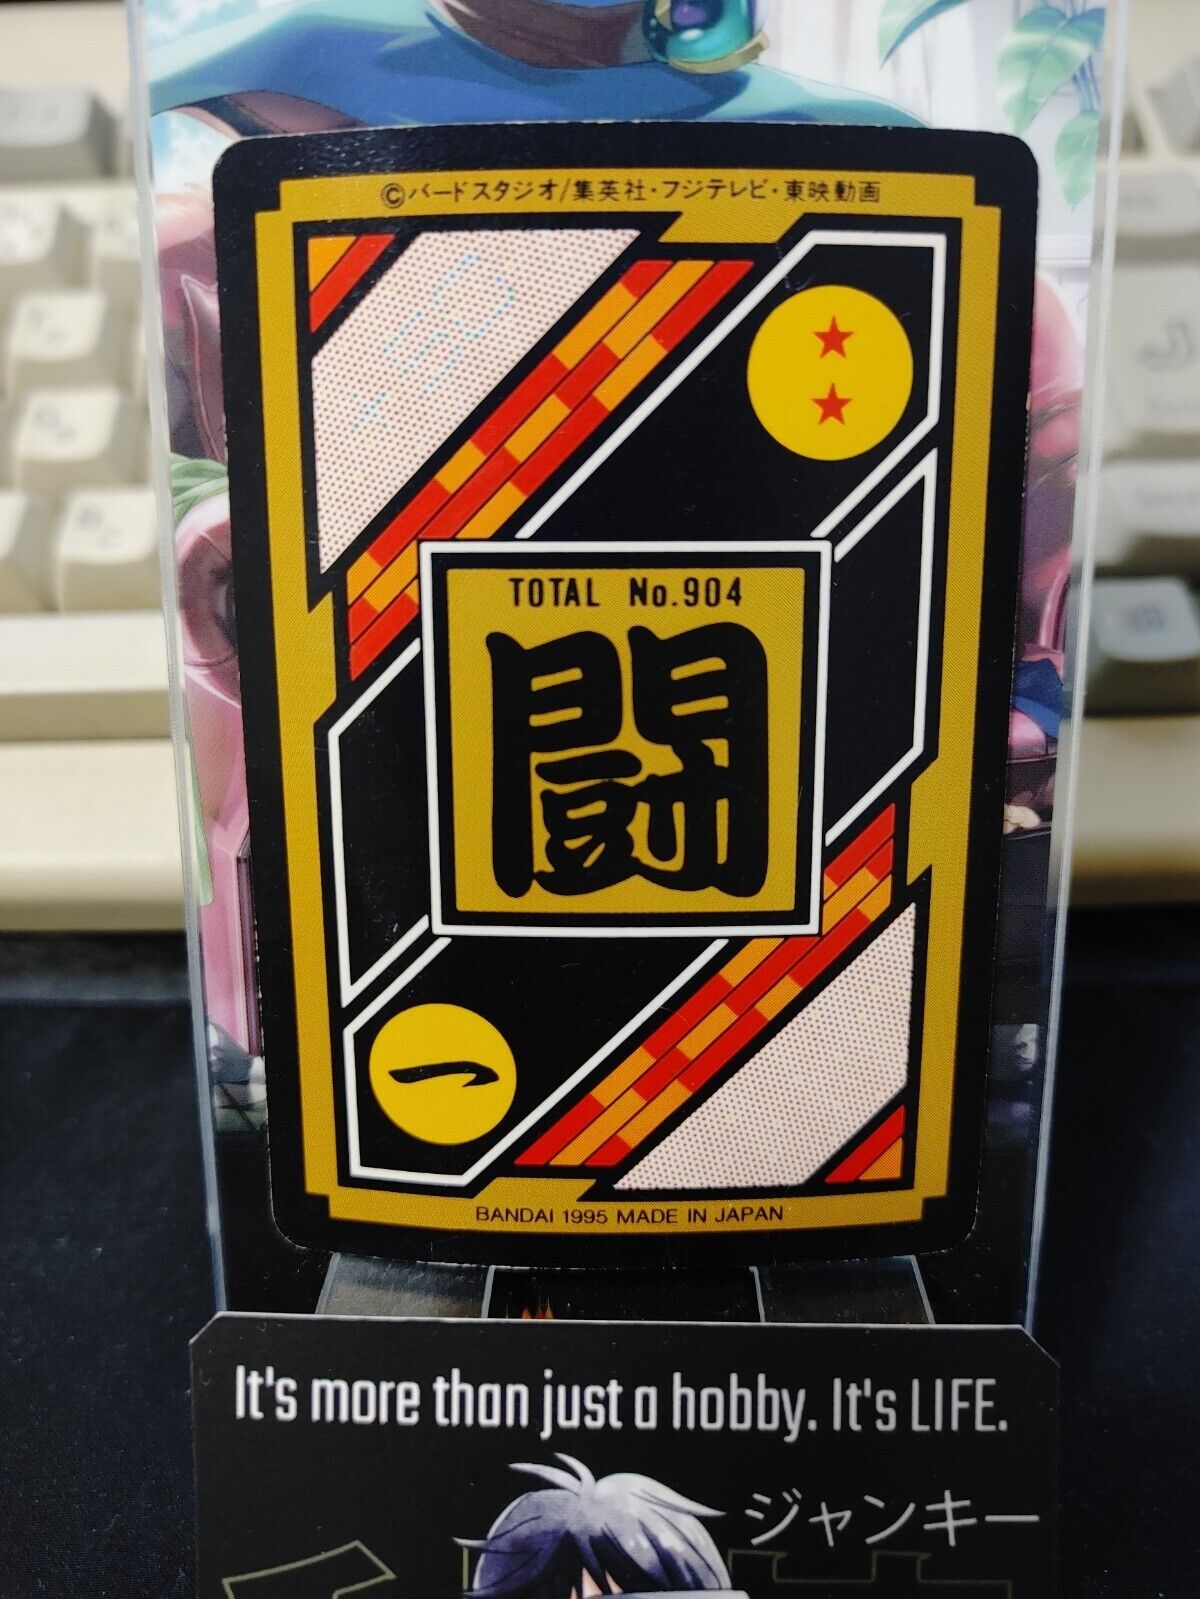 ©バードスタジオ/集英社・フジテレビ・東映動画
TOTAL No.904
闘
一
BANDAI 1995 MADE IN JAPAN
It's more than just a hobby. It's LIFE.
ジャンキー